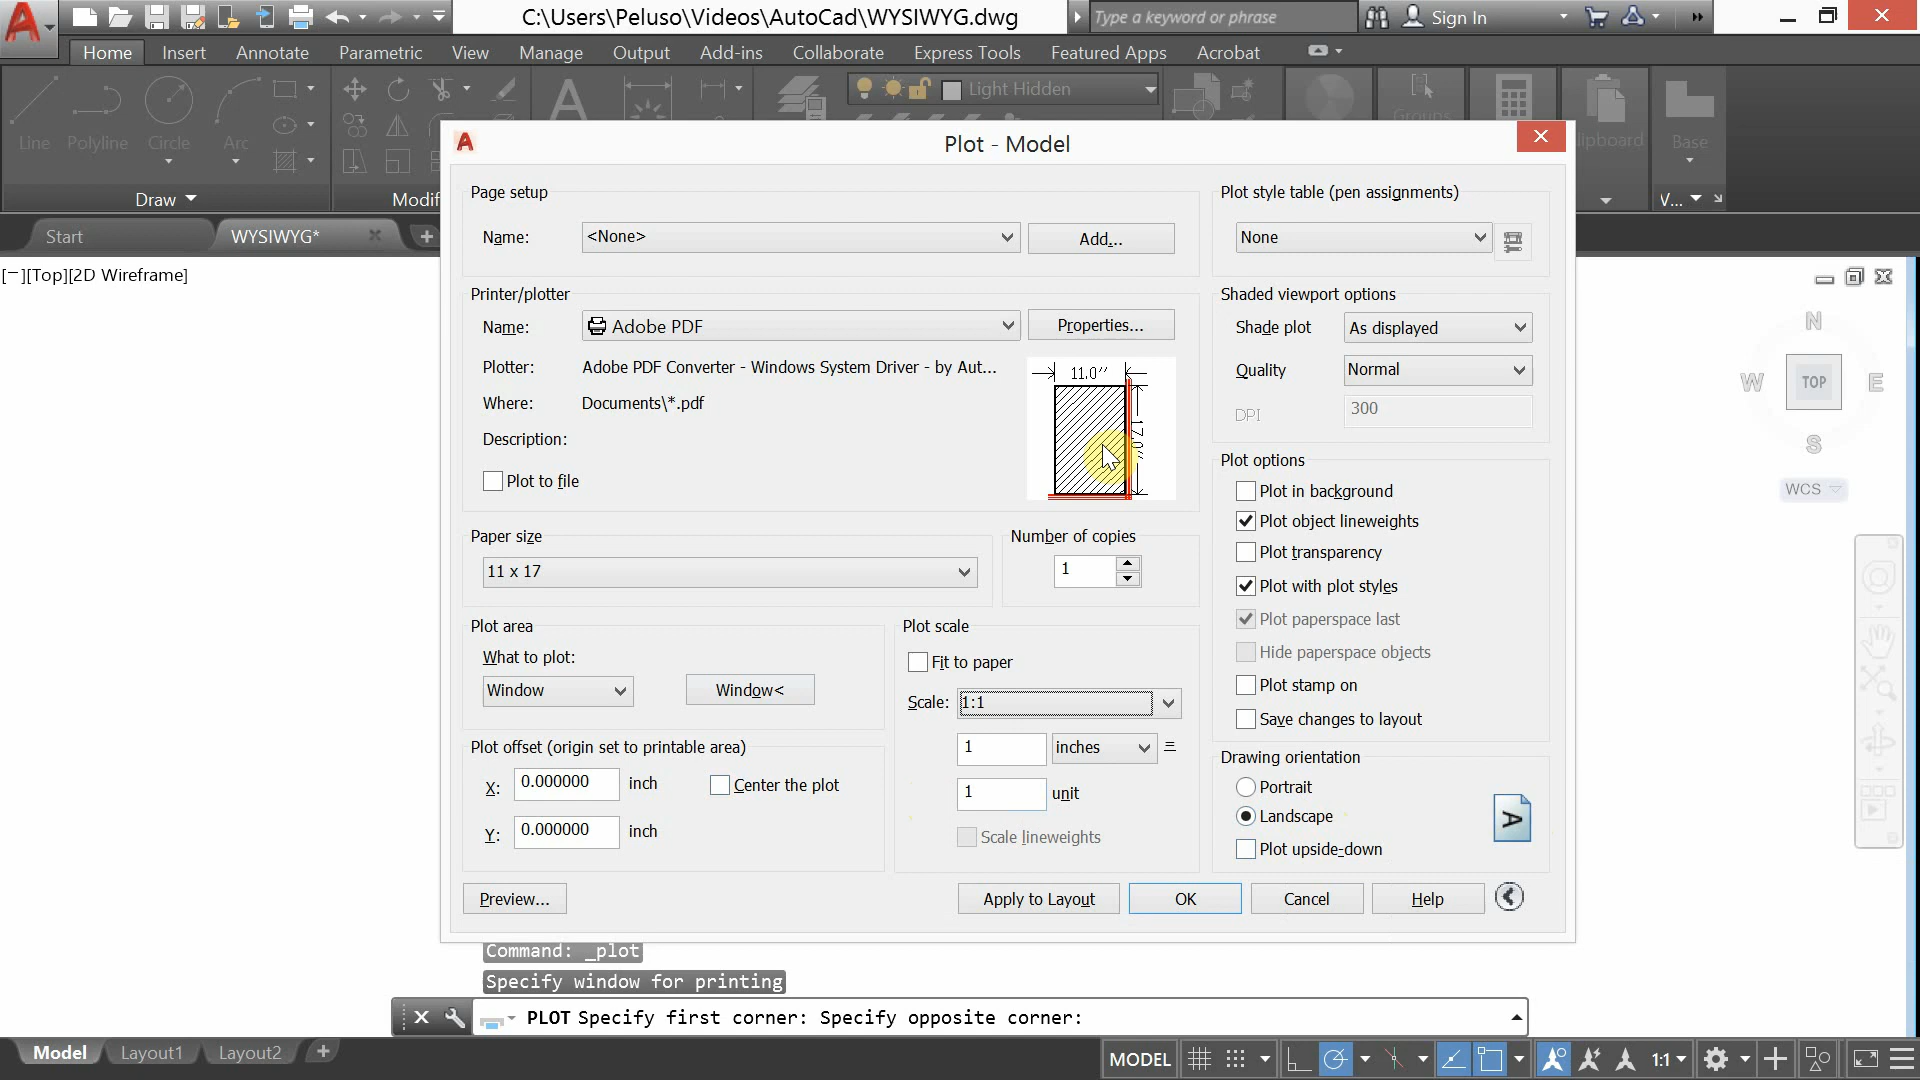 C:\Users\Peluso\Videos\AutoCad\WYSIWYG.dwg
Type a keyword or phrase
Sign In
Home Insert Annotate Parametric View Manage Output Add-ins Collaborate Express Tools Featured Apps Acrobat
Light Hidden
Groups
Line Polyline Circle Arc
lipboard
Base
Draw
Modif
V...
Start
WYSIWYG*
[−][Top][2D Wireframe]
Plot - Model
Page setup
Name: <None> Add...
Printer/plotter
Name: Adobe PDF Properties...
Plotter: Adobe PDF Converter - Windows System Driver - by Aut...
Where: Documents\*.pdf
Description:
Plot to file
11.0″
17.0″
Paper size
11 x 17
Number of copies
1
Plot area
What to plot:
Window
Window<
Plot offset (origin set to printable area)
X: 0.000000 inch
Center the plot
Y: 0.000000 inch
Plot scale
Fit to paper
Scale: 1:1
1 inches =
1 unit
Scale lineweights
Plot style table (pen assignments)
None
Shaded viewport options
Shade plot As displayed
Quality Normal
DPI 300
Plot options
Plot in background
Plot object lineweights
Plot transparency
Plot with plot styles
Plot paperspace last
Hide paperspace objects
Plot stamp on
Save changes to layout
Drawing orientation
Portrait
Landscape
A
Plot upside-down
Preview... Apply to Layout OK Cancel Help
N
W TOP E
S
WCS
Command: _plot
Specify window for printing
PLOT Specify first corner: Specify opposite corner:
Model Layout1 Layout2
MODEL
1:1